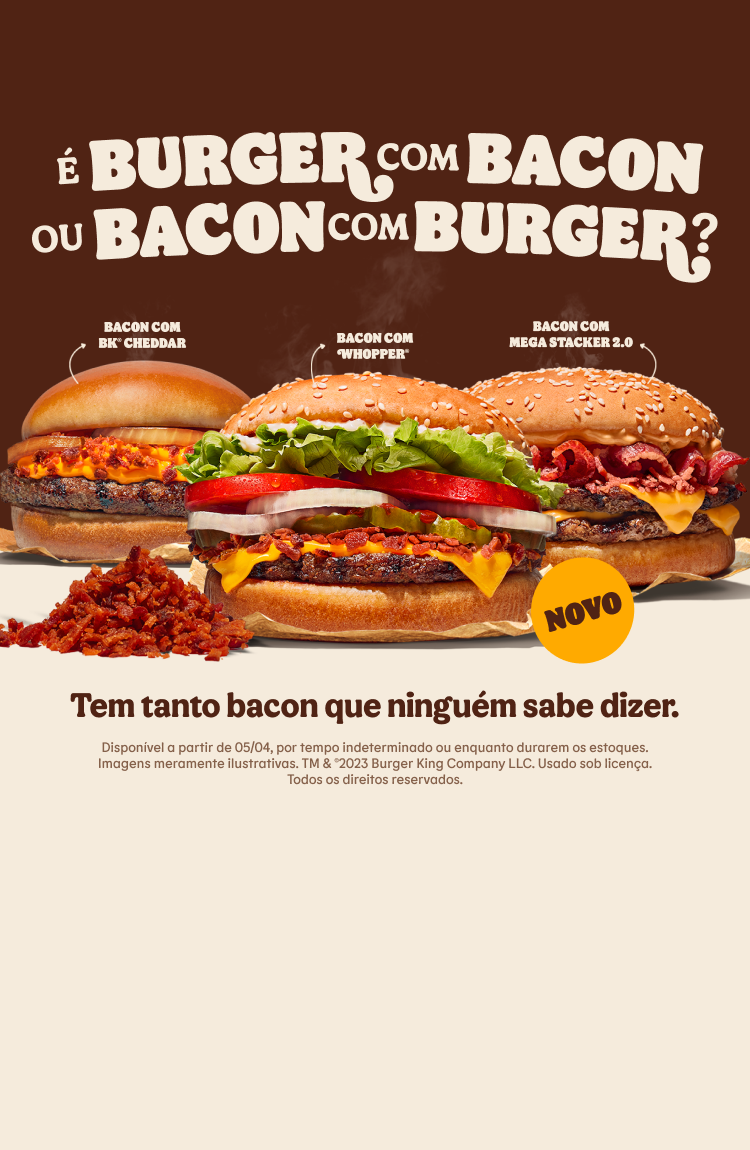 É BURGER COM BACON
OU BACON COM BURGER?
BACON COM
BK® CHEDDAR
BACON COM
WHOPPER®
BACON COM
MEGA STACKER 2.0
NOVO
Tem tanto bacon que ninguém sabe dizer.
Disponível a partir de 05/04, por tempo indeterminado ou enquanto durarem os estoques.
Imagens meramente ilustrativas. TM & ®2023 Burger King Company LLC. Usado sob licença.
Todos os direitos reservados.